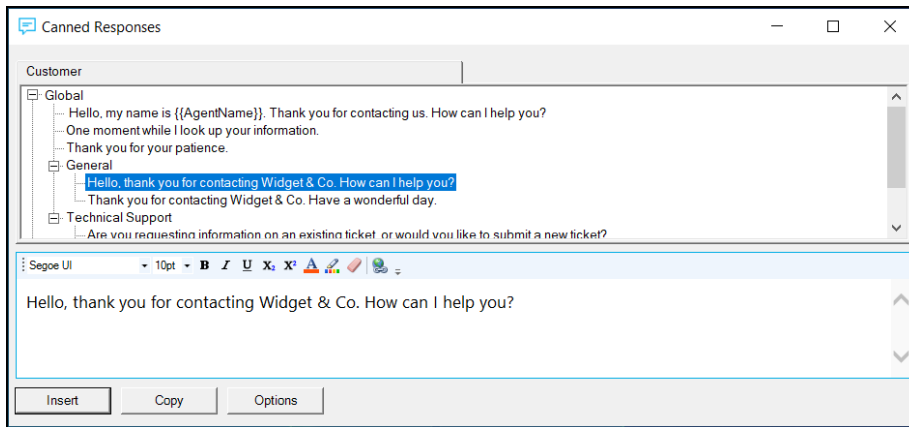 Canned Responses
Customer
Global
Hello, my name is {{AgentName}}. Thank you for contacting us. How can I help you?
One moment while I look up your information.
Thank you for your patience.
General
Hello, thank you for contacting Widget & Co. How can I help you?
Thank you for contacting Widget & Co. Have a wonderful day.
Technical Support
Are you requesting information on an existing ticket, or would you like to submit a new ticket?
Segoe UI 10pt B I U X₂ X² A
Hello, thank you for contacting Widget & Co. How can I help you?
Insert Copy Options